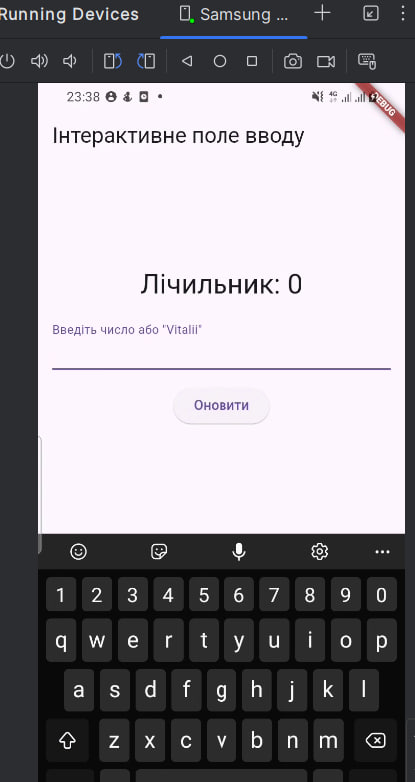 Running Devices
Samsung ...
23:38
4G
DEBUG
Інтерактивне поле вводу
Лічильник: 0
Введіть число або "Vitalii"
Оновити
1 2 3 4 5 6 7 8 9 0
q w e r t y u i o p
a s d f g h j k l
z x c v b n m